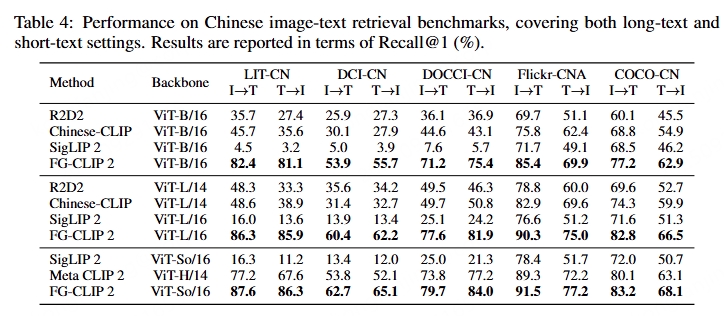 Table 4: Performance on Chinese image-text retrieval benchmarks, covering both long-text and
short-text settings. Results are reported in terms of Recall@1 (%).
Method Backbone LIT-CN DCI-CN DOCCI-CN Flickr-CNA COCO-CN
I→T T→I I→T T→I I→T T→I I→T T→I I→T T→I
R2D2 ViT-B/16 35.7 27.4 25.9 27.3 36.1 36.9 69.7 51.1 60.1 45.5
Chinese-CLIP ViT-B/16 45.7 35.6 30.1 27.9 44.6 43.1 75.8 62.4 68.8 54.9
SigLIP 2 ViT-B/16 4.5 3.2 5.0 3.9 7.6 5.7 71.7 49.1 68.5 46.2
FG-CLIP 2 ViT-B/16 82.4 81.1 53.9 55.7 71.2 75.4 85.4 69.9 77.2 62.9
R2D2 ViT-L/14 48.3 33.3 35.6 34.2 49.5 46.3 78.8 60.0 69.6 52.7
Chinese-CLIP ViT-L/14 48.6 38.9 31.4 32.7 49.7 50.8 82.9 69.6 74.3 59.9
SigLIP 2 ViT-L/16 16.0 13.6 13.9 13.4 25.1 24.2 76.6 51.2 71.6 51.3
FG-CLIP 2 ViT-L/16 86.3 85.9 60.4 62.2 77.6 81.9 90.3 75.0 82.8 66.5
SigLIP 2 ViT-So/16 16.3 11.2 13.4 12.0 25.0 21.3 78.4 51.7 72.0 50.7
Meta CLIP 2 ViT-H/14 77.2 67.6 53.8 52.1 73.8 77.2 89.3 72.2 80.1 63.1
FG-CLIP 2 ViT-So/16 87.6 86.3 62.7 65.1 79.7 84.0 91.5 77.2 83.2 68.1